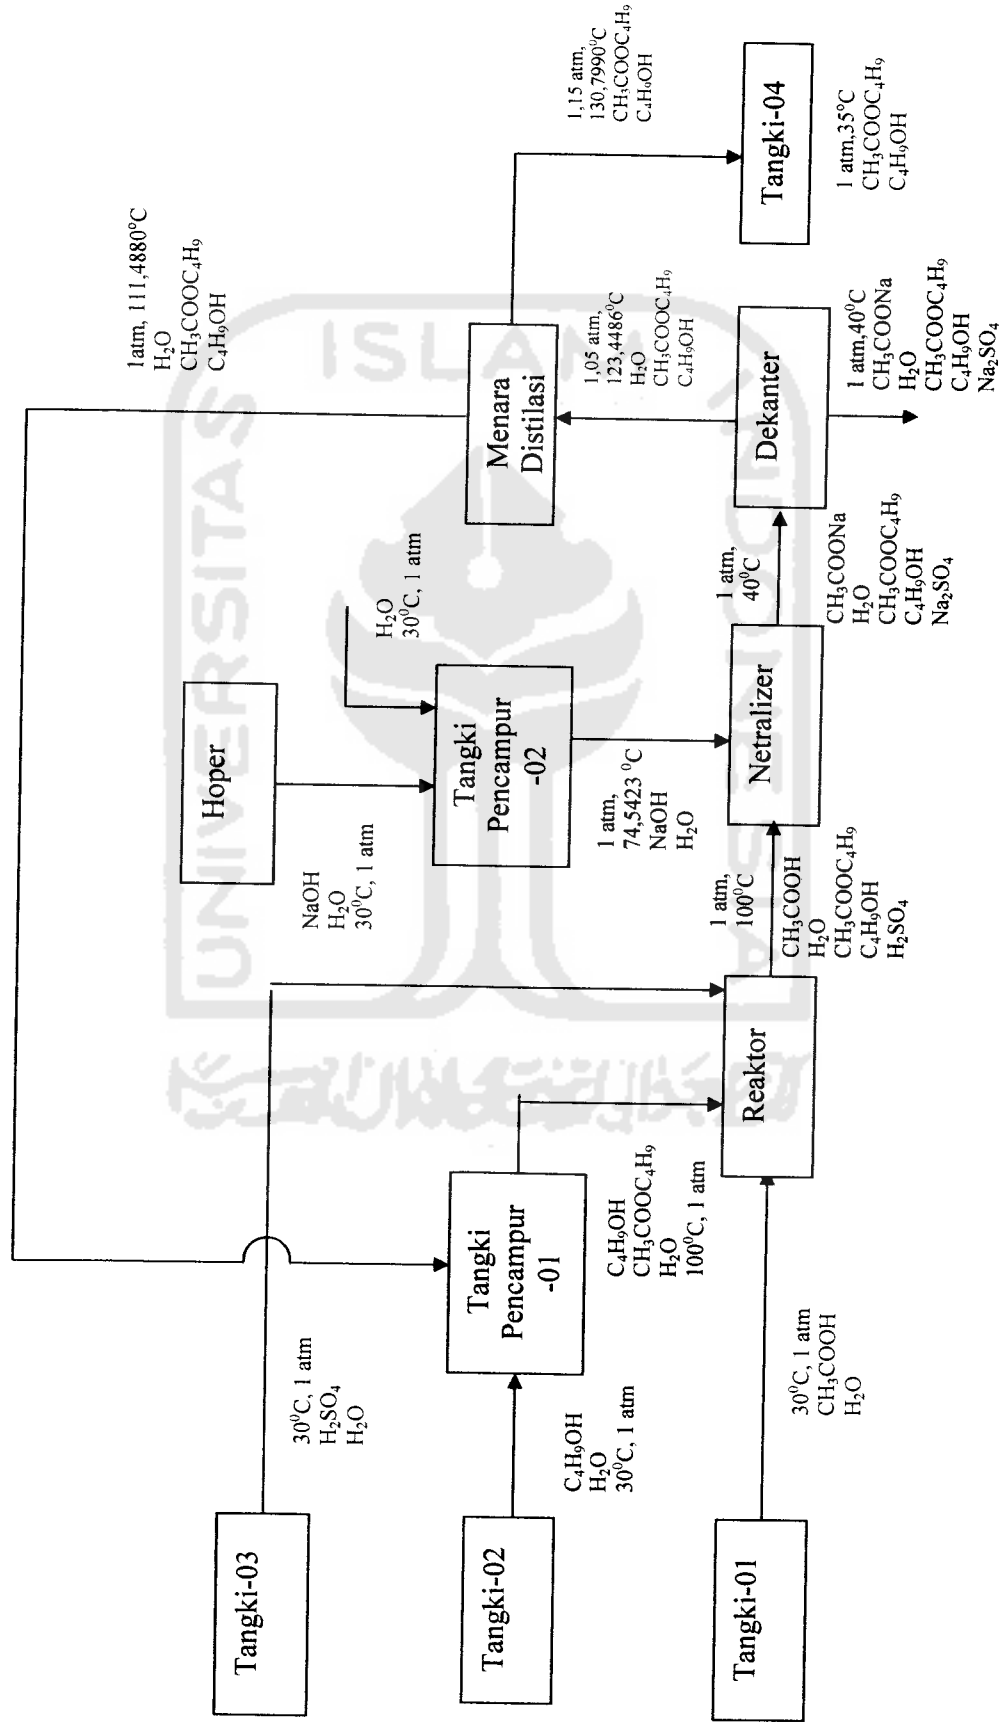 1atm, 111,4880°C
H₂O
CH₃COOC₄H₉
C₄H₉OH
Tangki-03
30⁰C, 1 atm
H₂SO₄
H₂O
Hoper
NaOH
H₂O
30⁰C, 1 atm
H₂O
30⁰C, 1 atm
Tangki-02
C₄H₉OH
H₂O
30⁰C, 1 atm
Tangki
Pencampur
-01
C₄H₉OH
CH₃COOC₄H₉
H₂O
100⁰C, 1 atm
Tangki
Pencampur
-02
1 atm,
74,5423 ⁰C
NaOH
H₂O
Menara
Distilasi
1,05 atm,
123,4486⁰C
H₂O
CH₃COOC₄H₉
C₄H₉OH
1,15 atm,
130,7990⁰C
CH₃COOC₄H₉
C₄H₉OH
Tangki-01
30⁰C, 1 atm
CH₃COOH
H₂O
Reaktor
1 atm,
100⁰C
CH₃COOH
H₂O
CH₃COOC₄H₉
C₄H₉OH
H₂SO₄
Netralizer
1 atm,
40⁰C
CH₃COONa
H₂O
CH₃COOC₄H₉
C₄H₉OH
Na₂SO₄
Dekanter
1 atm,40⁰C
CH₃COONa
H₂O
CH₃COOC₄H₉
C₄H₉OH
Na₂SO₄
Tangki-04
1 atm,35°C
CH₃COOC₄H₉
C₄H₉OH
UNIVERSITAS
ISLAM
INDONESIA